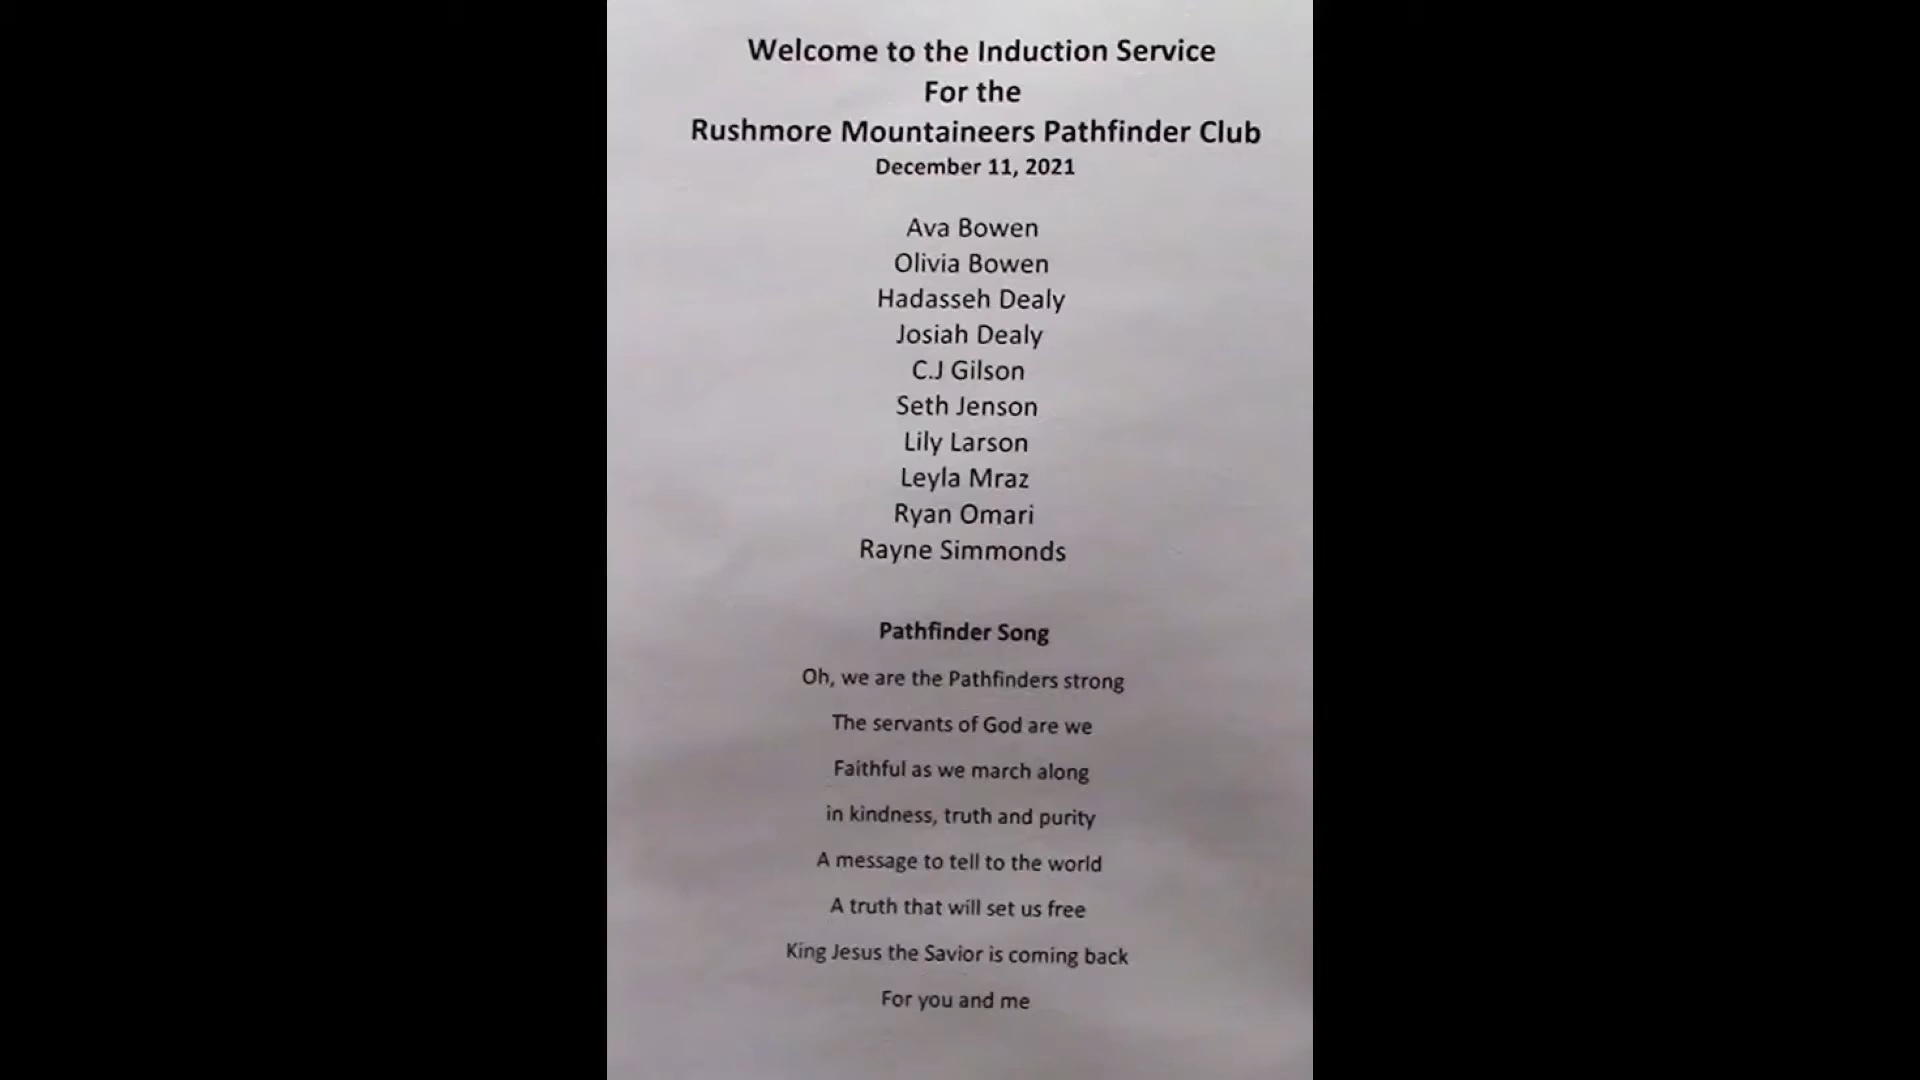 Welcome to the Induction Service
For the
Rushmore Mountaineers Pathfinder Club
December 11, 2021
Ava Bowen
Olivia Bowen
Hadasseh Dealy
Josiah Dealy
C.J Gilson
Seth Jenson
Lily Larson
Leyla Mraz
Ryan Omari
Rayne Simmonds
Pathfinder Song
Oh, we are the Pathfinders strong
The servants of God are we
Faithful as we march along
in kindness, truth and purity
A message to tell to the world
A truth that will set us free
King Jesus the Savior is coming back
For you and me